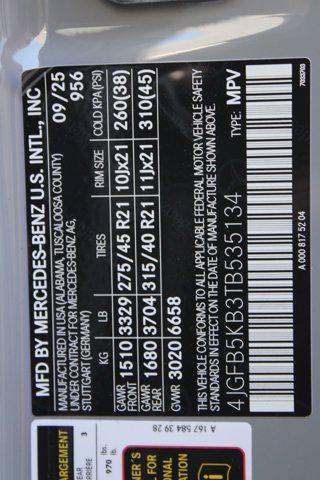 MFD BY MERCEDES-BENZ U.S. INTL., INC
MANUFACTURED IN USA (ALABAMA, TUSCALOOSA COUNTY) 09/25
UNDER CONTRACT FOR MERCEDES-BENZ AG, 956
STUTTGART (GERMANY)
KG LB TIRES RIM SIZE COLD KPA(PSI)
GAWR FRONT 1510 3329 275/45 R21 10Jx21 260(38)
GAWR REAR 1680 3704 315/40 R21 11Jx21 310(45)
GVWR 3020 6658
THIS VEHICLE CONFORMS TO ALL APPLICABLE FEDERAL MOTOR VEHICLE SAFETY
STANDARDS IN EFFECT ON THE DATE OF MANUFACTURE SHOWN ABOVE.
4JGFB5KB3TB535134 TYPE: MPV
A 000 817 52 04
7033703
A 167 584 39 28
3
970 lbs.